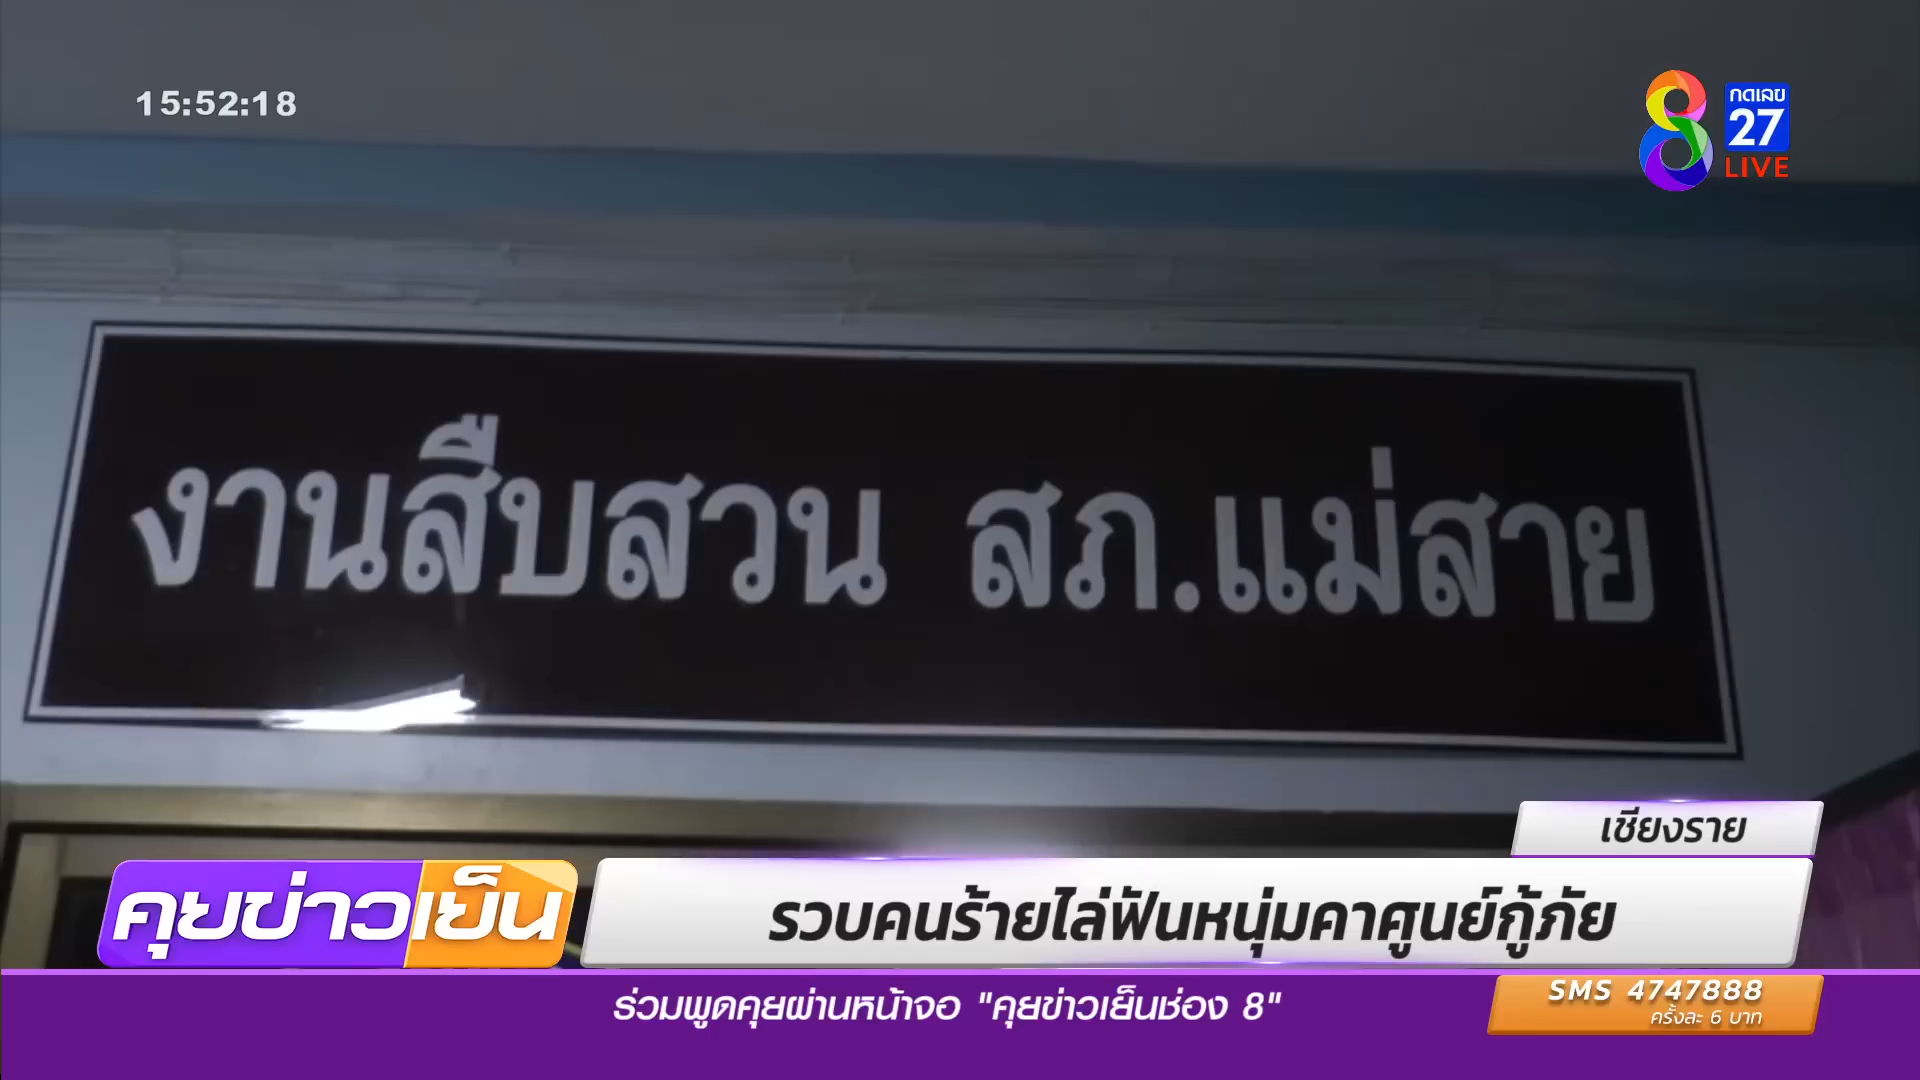 15:52:18
กดเลข
27
LIVE
งานสืบสวน สภ.แม่สาย
เชียงราย
คุยข่าวเย็น
รวบคนร้ายไล่ฟันหนุ่มคาศูนย์กู้ภัย
ร่วมพูดคุยผ่านหน้าจอ "คุยข่าวเย็นช่อง 8"
SMS 4747888
ครั้งละ 6 บาท